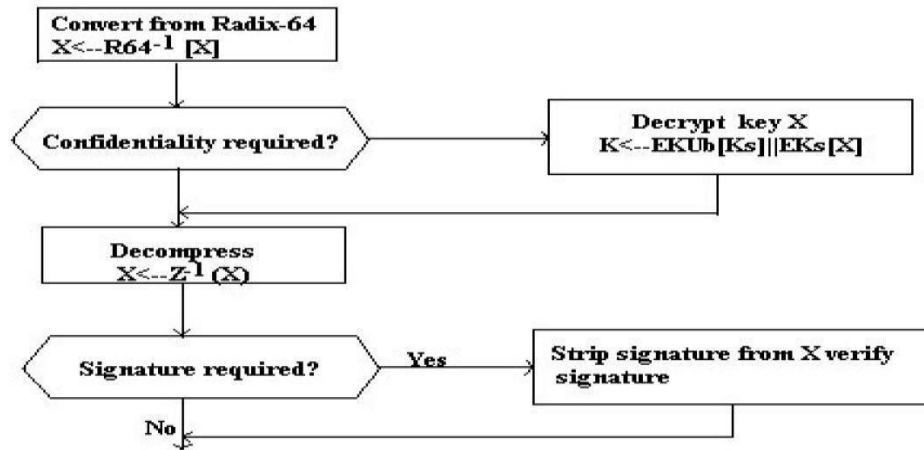 Convert from Radix-64
X<--R64⁻¹ [X]
Confidentiality required?
Decrypt key X
K<--EKUb[Ks]||EKs[X]
Decompress
X<--Z⁻¹ (X)
Signature required?
Yes
Strip signature from X verify
signature
No